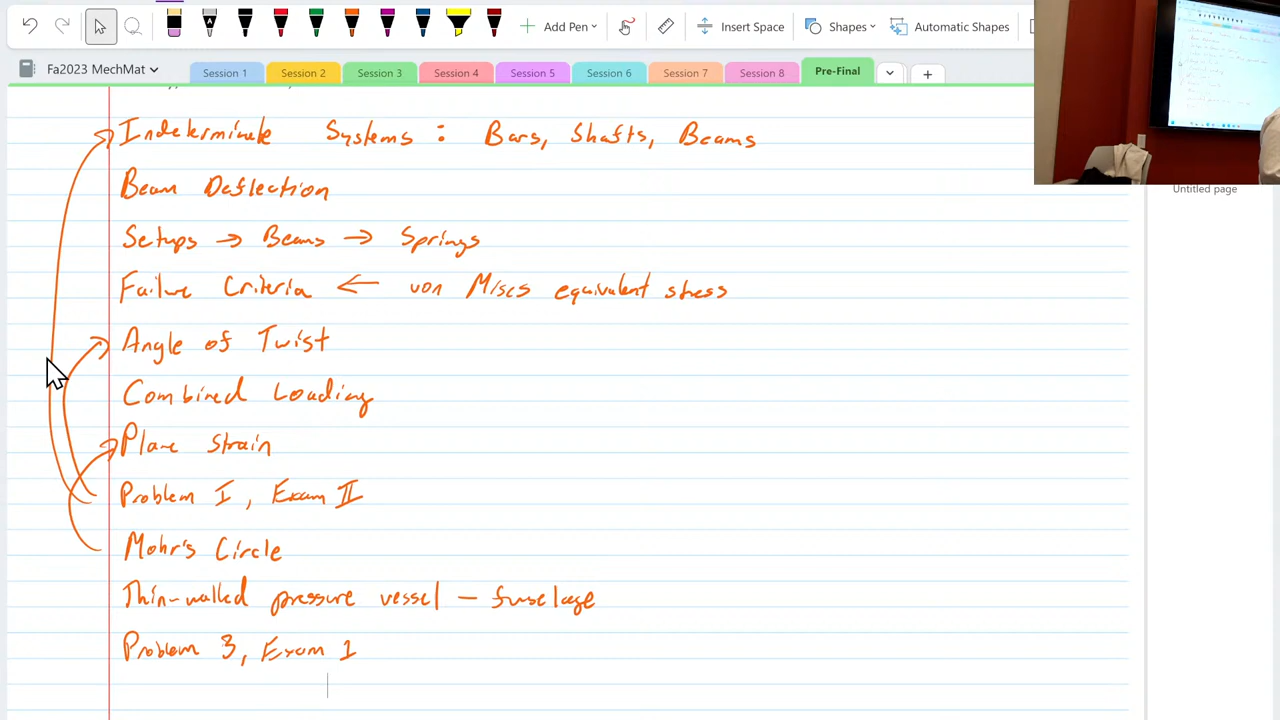 Add Pen
Insert Space
Shapes
Automatic Shapes
Fa2023 MechMat
Session 1
Session 2
Session 3
Session 4
Session 5
Session 6
Session 7
Session 8
Pre-Final
Untitled page
Indeterminate Systems : Bars, Shafts, Beams
Beam Deflection
Setups → Beams → Springs
Failure Criteria ← von Mises equivalent stress
Angle of Twist
Combined Loading
Plane Strain
Problem I, Exam II
Mohr's Circle
Thin-walled pressure vessel — fuselage
Problem 3, Exam 1